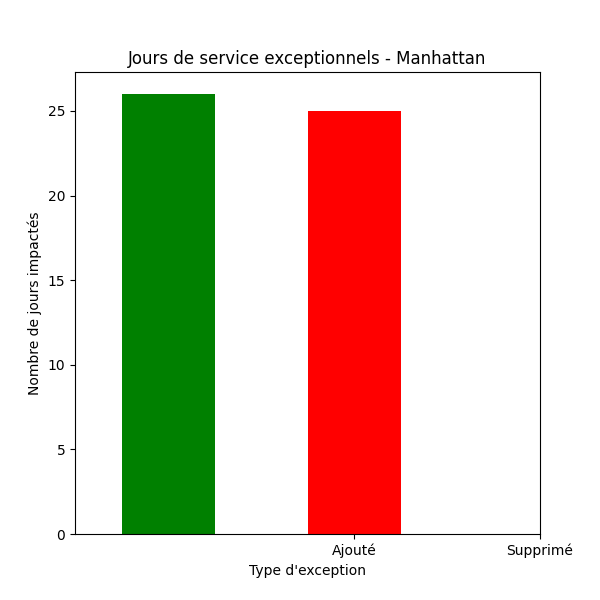 Jours de service exceptionnels - Manhattan
Nombre de jours impactés
25
20
15
10
5
0
Ajouté
Supprimé
Type d'exception